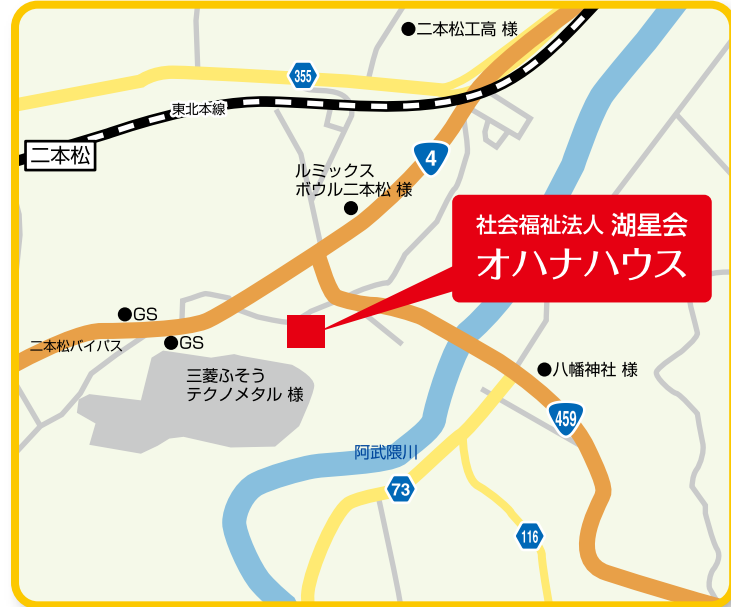 二本松工高 様
355
東北本線
二本松
4
ルミックス
ボウル二本松 様
社会福祉法人 湖星会
オハナハウス
GS
二本松バイパス
GS
三菱ふそう
テクノメタル 様
八幡神社 様
459
阿武隈川
73
116